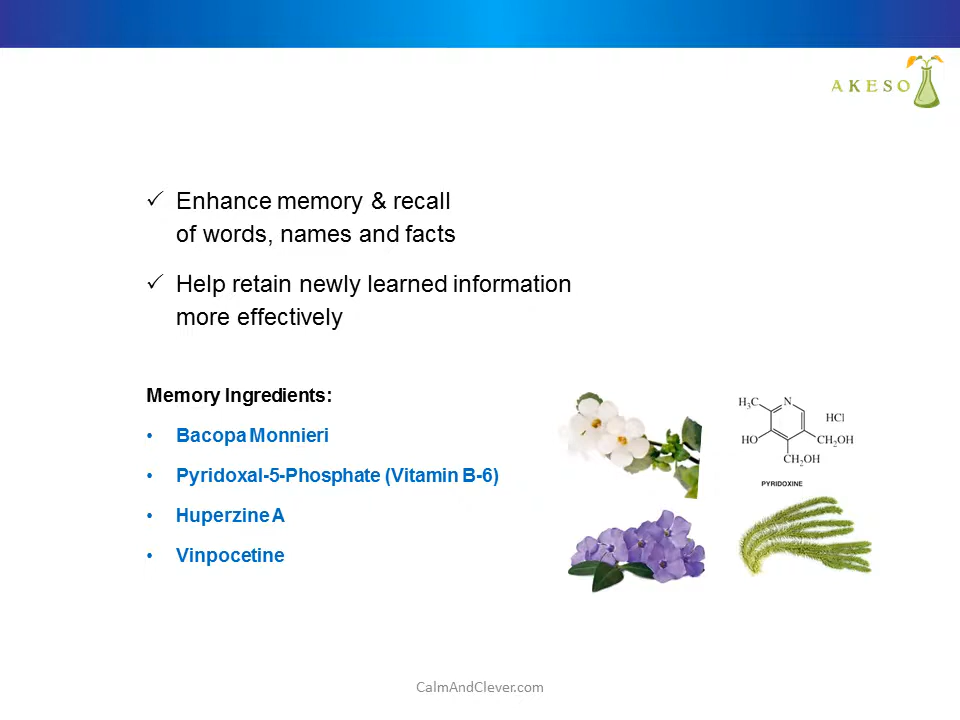 AKESO
✓ Enhance memory & recall
of words, names and facts
✓ Help retain newly learned information
more effectively
Memory Ingredients:
• Bacopa Monnieri
• Pyridoxal-5-Phosphate (Vitamin B-6)
• Huperzine A
• Vinpocetine
H₃C
N
HCl
HO
CH₂OH
CH₂OH
PYRIDOXINE
CalmAndClever.com